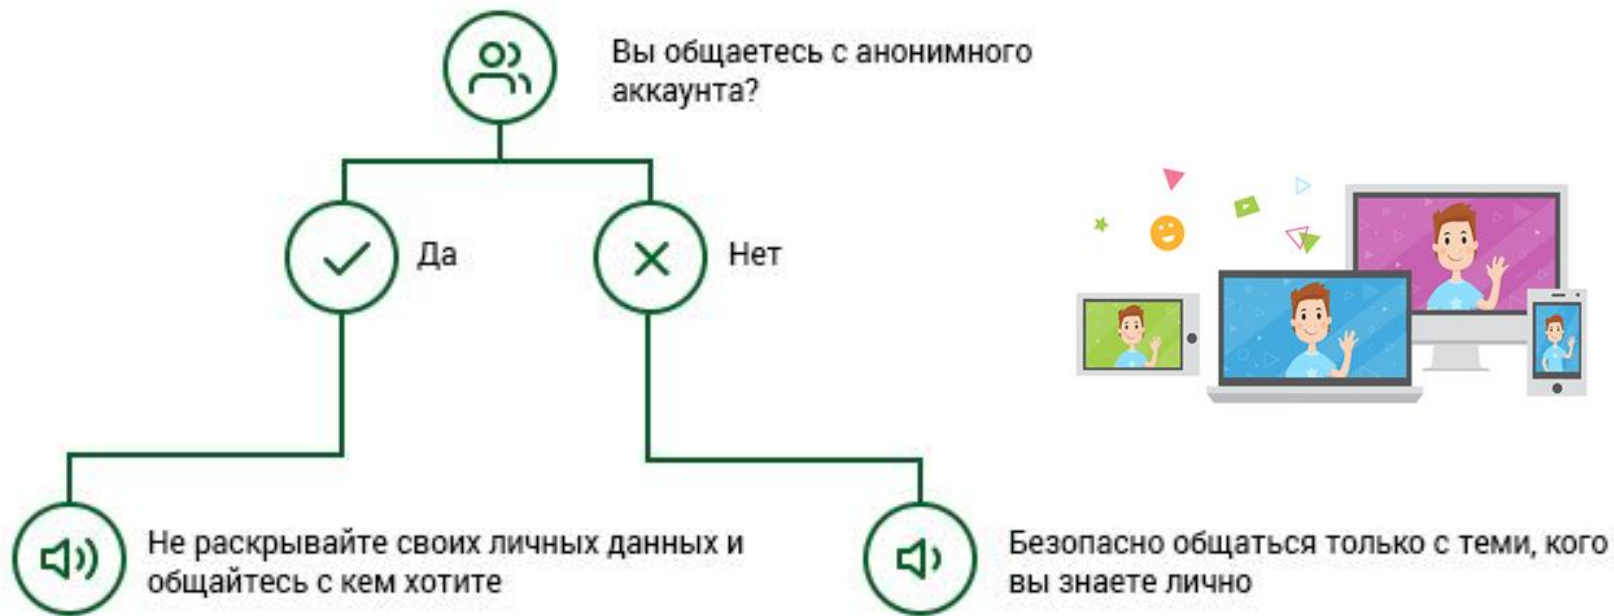 Вы общаетесь с анонимного
аккаунта?
Да
Нет
Не раскрывайте своих личных данных и
общайтесь с кем хотите
Безопасно общаться только с теми, кого
вы знаете лично